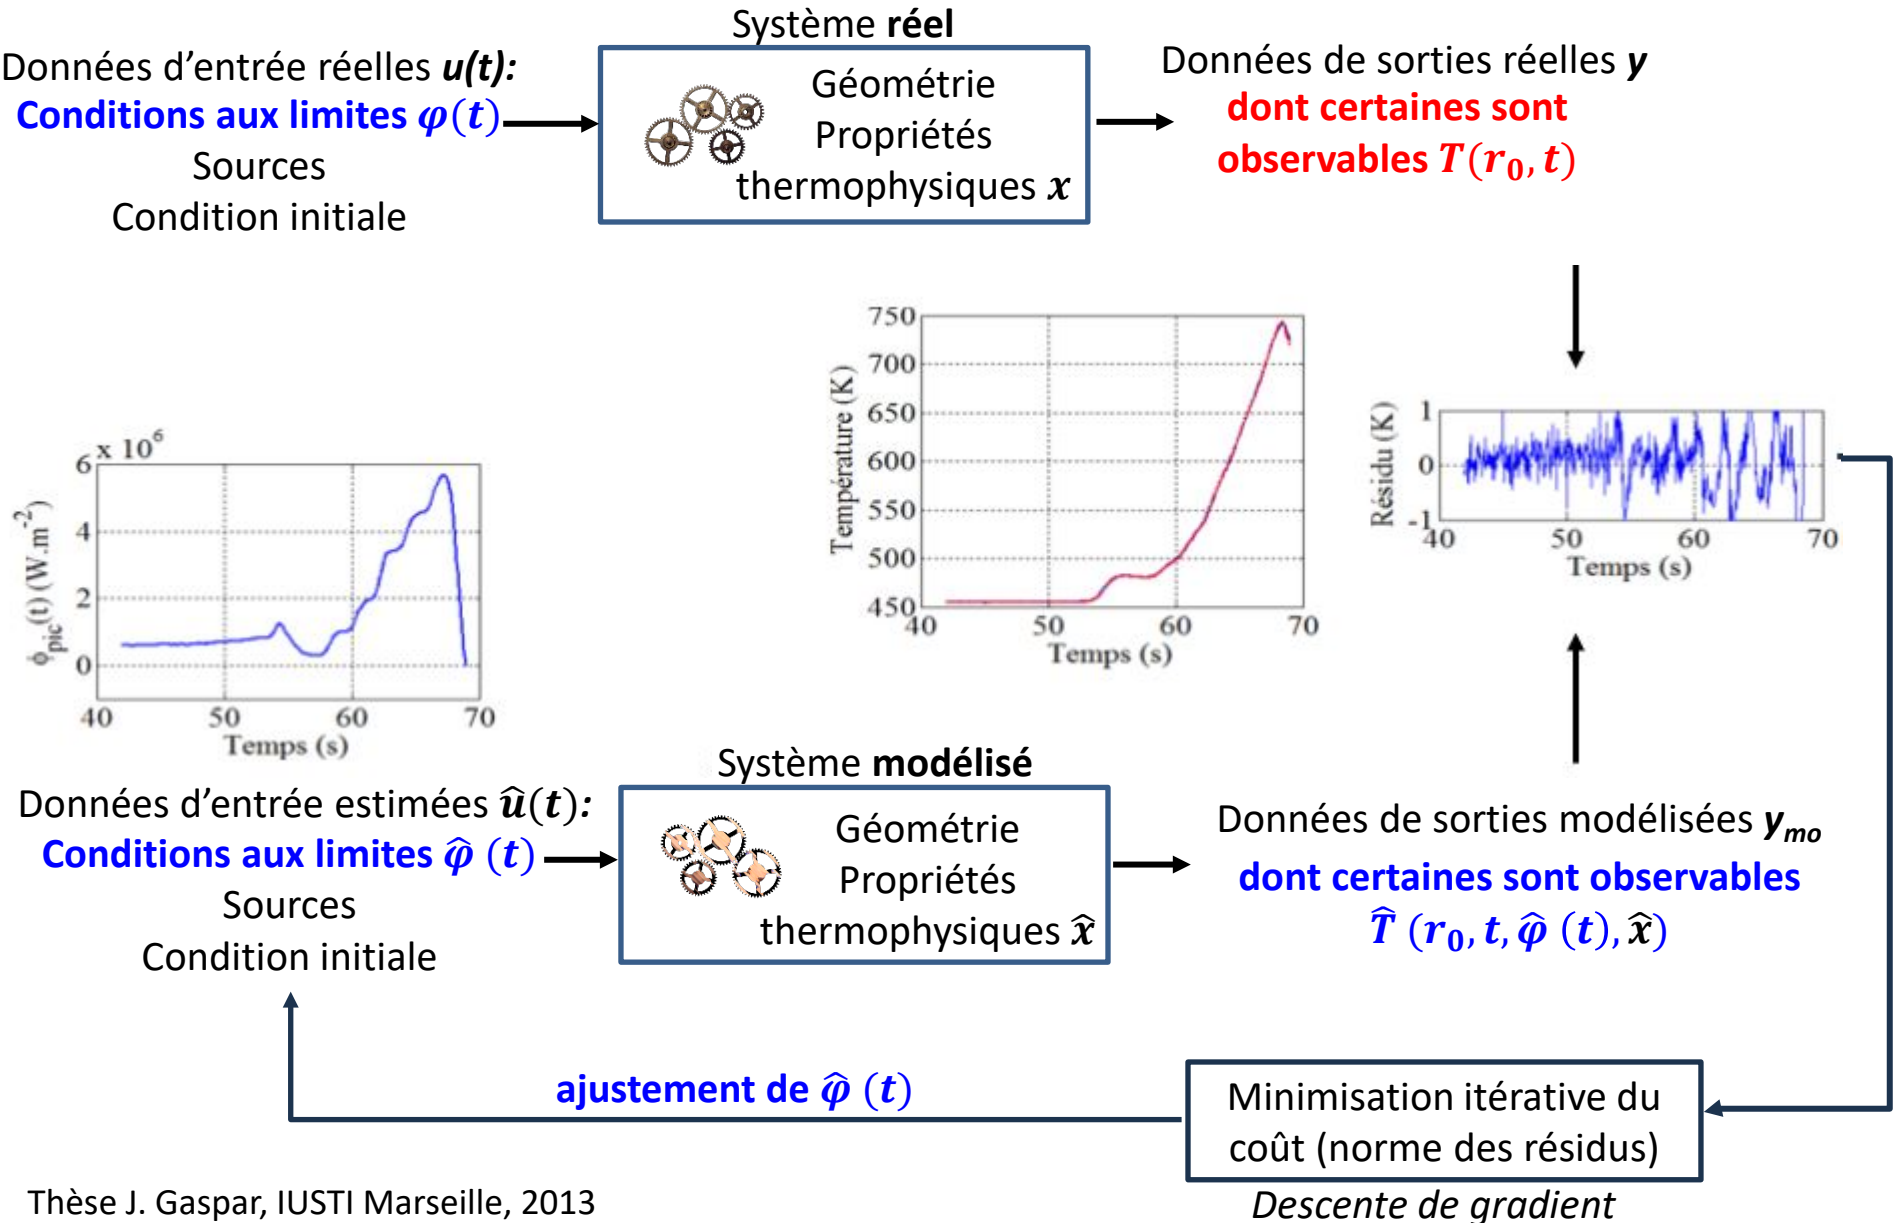 Système réel
Données d'entrée réelles u(t):
Conditions aux limites φ(t)
Sources
Condition initiale
Géométrie
Propriétés
thermophysiques x
Données de sorties réelles y
dont certaines sont
observables T(r₀, t)
x 10⁶
6
4
2
0
40 50 60 70
ϕpic(t) (W.m⁻²)
Temps (s)
750
700
650
600
550
500
450
40 50 60 70
Température (K)
Temps (s)
1
0
-1
40 50 60 70
Résidu (K)
Temps (s)
Système modélisé
Données d'entrée estimées û(t):
Conditions aux limites φ̂ (t)
Sources
Condition initiale
Géométrie
Propriétés
thermophysiques x̂
Données de sorties modélisées yₘₒ
dont certaines sont observables
T̂ (r₀, t, φ̂ (t), x̂)
ajustement de φ̂ (t)
Minimisation itérative du
coût (norme des résidus)
Descente de gradient
Thèse J. Gaspar, IUSTI Marseille, 2013